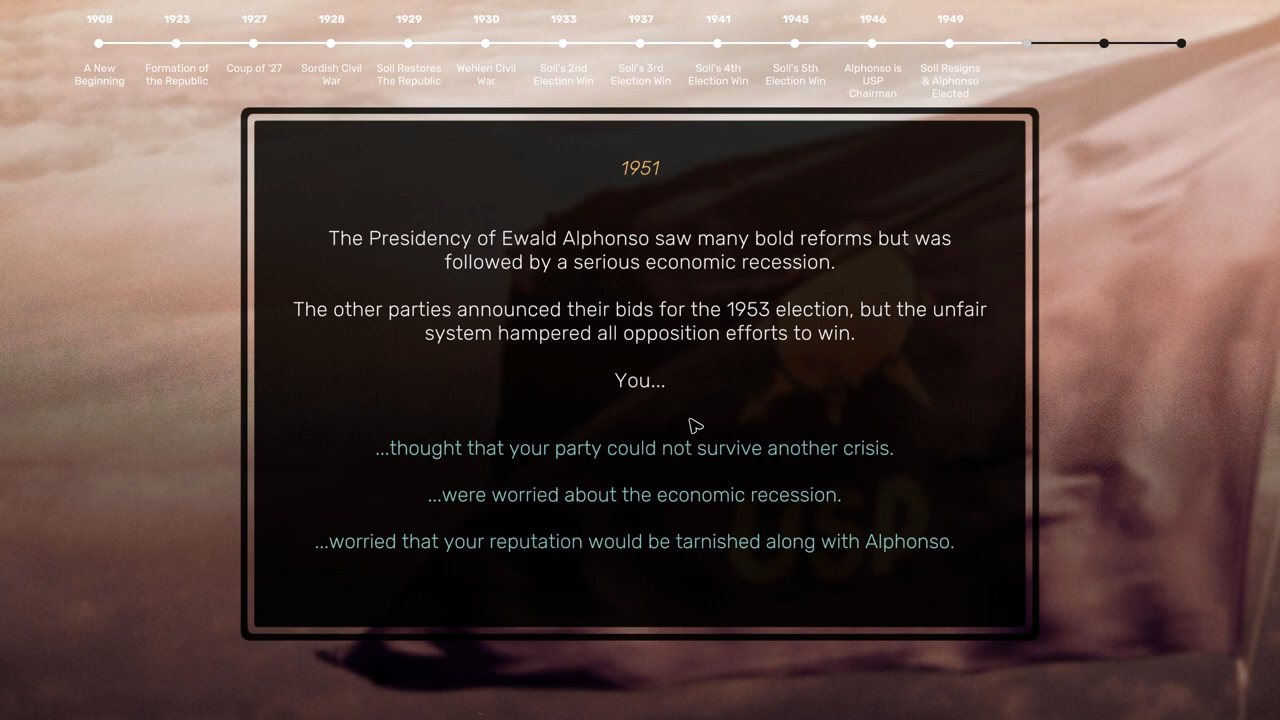 1908 1923 1927 1928 1929 1930 1933 1937 1941 1945 1946 1949
A New Beginning
Formation of the Republic
Coup of '27
Sordish Civil War
Soll Restores The Republic
Wehlen Civil War
Soll's 2nd Election Win
Soll's 3rd Election Win
Soll's 4th Election Win
Soll's 5th Election Win
Alphonso is USP Chairman
Soll Resigns & Alphonso Elected
1951
The Presidency of Ewald Alphonso saw many bold reforms but was
followed by a serious economic recession.
The other parties announced their bids for the 1953 election, but the unfair
system hampered all opposition efforts to win.
You...
...thought that your party could not survive another crisis.
...were worried about the economic recession.
...worried that your reputation would be tarnished along with Alphonso.
USP